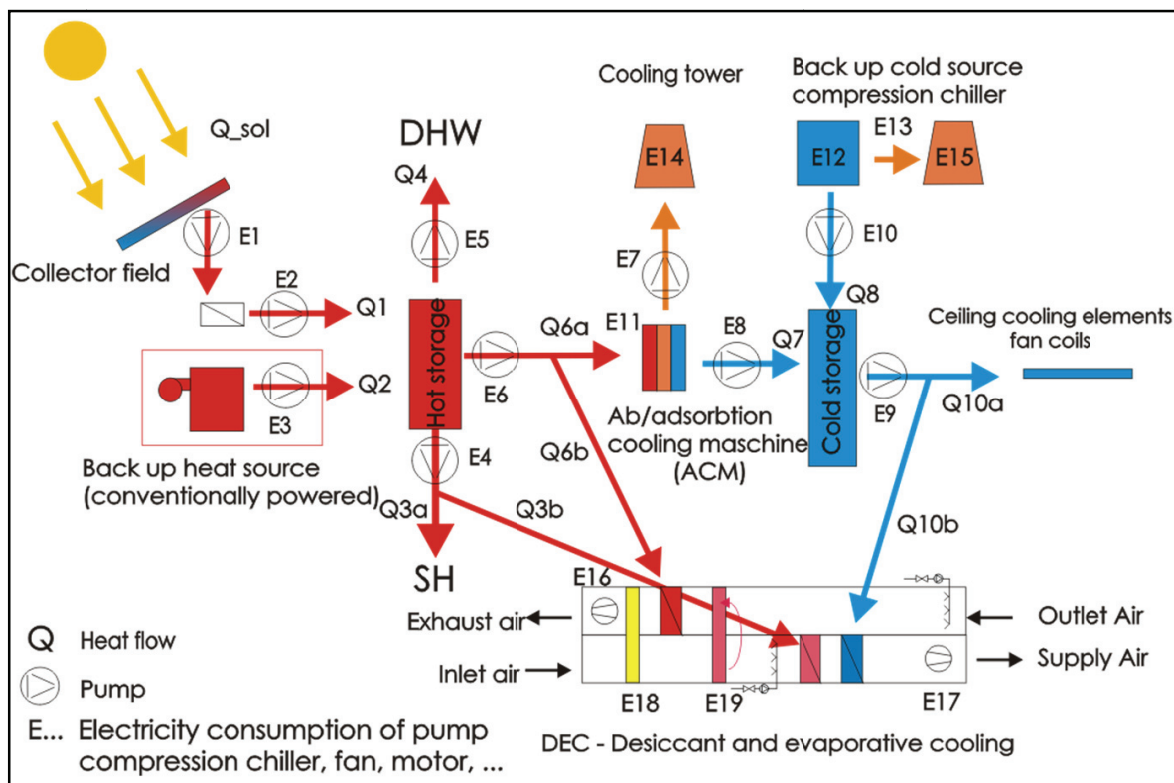 Q_sol
Collector field
E1
E2
Q1
E3
Q2
Back up heat source
(conventionally powered)
DHW
Q4
E5
Hot storage
E4
Q3a
SH
E6
Q6a
Q6b
Q3b
Cooling tower
E14
E7
E11
Ab/adsorbtion
cooling maschine
(ACM)
E8
Q7
Back up cold source
compression chiller
E12
E13
E15
E10
Q8
Cold storage
E9
Ceiling cooling elements
fan coils
Q10a
Q10b
E16
Exhaust air
Outlet Air
Inlet air
Supply Air
E18
E19
E17
DEC - Desiccant and evaporative cooling
Q Heat flow
Pump
E... Electricity consumption of pump
compression chiller, fan, motor, ...